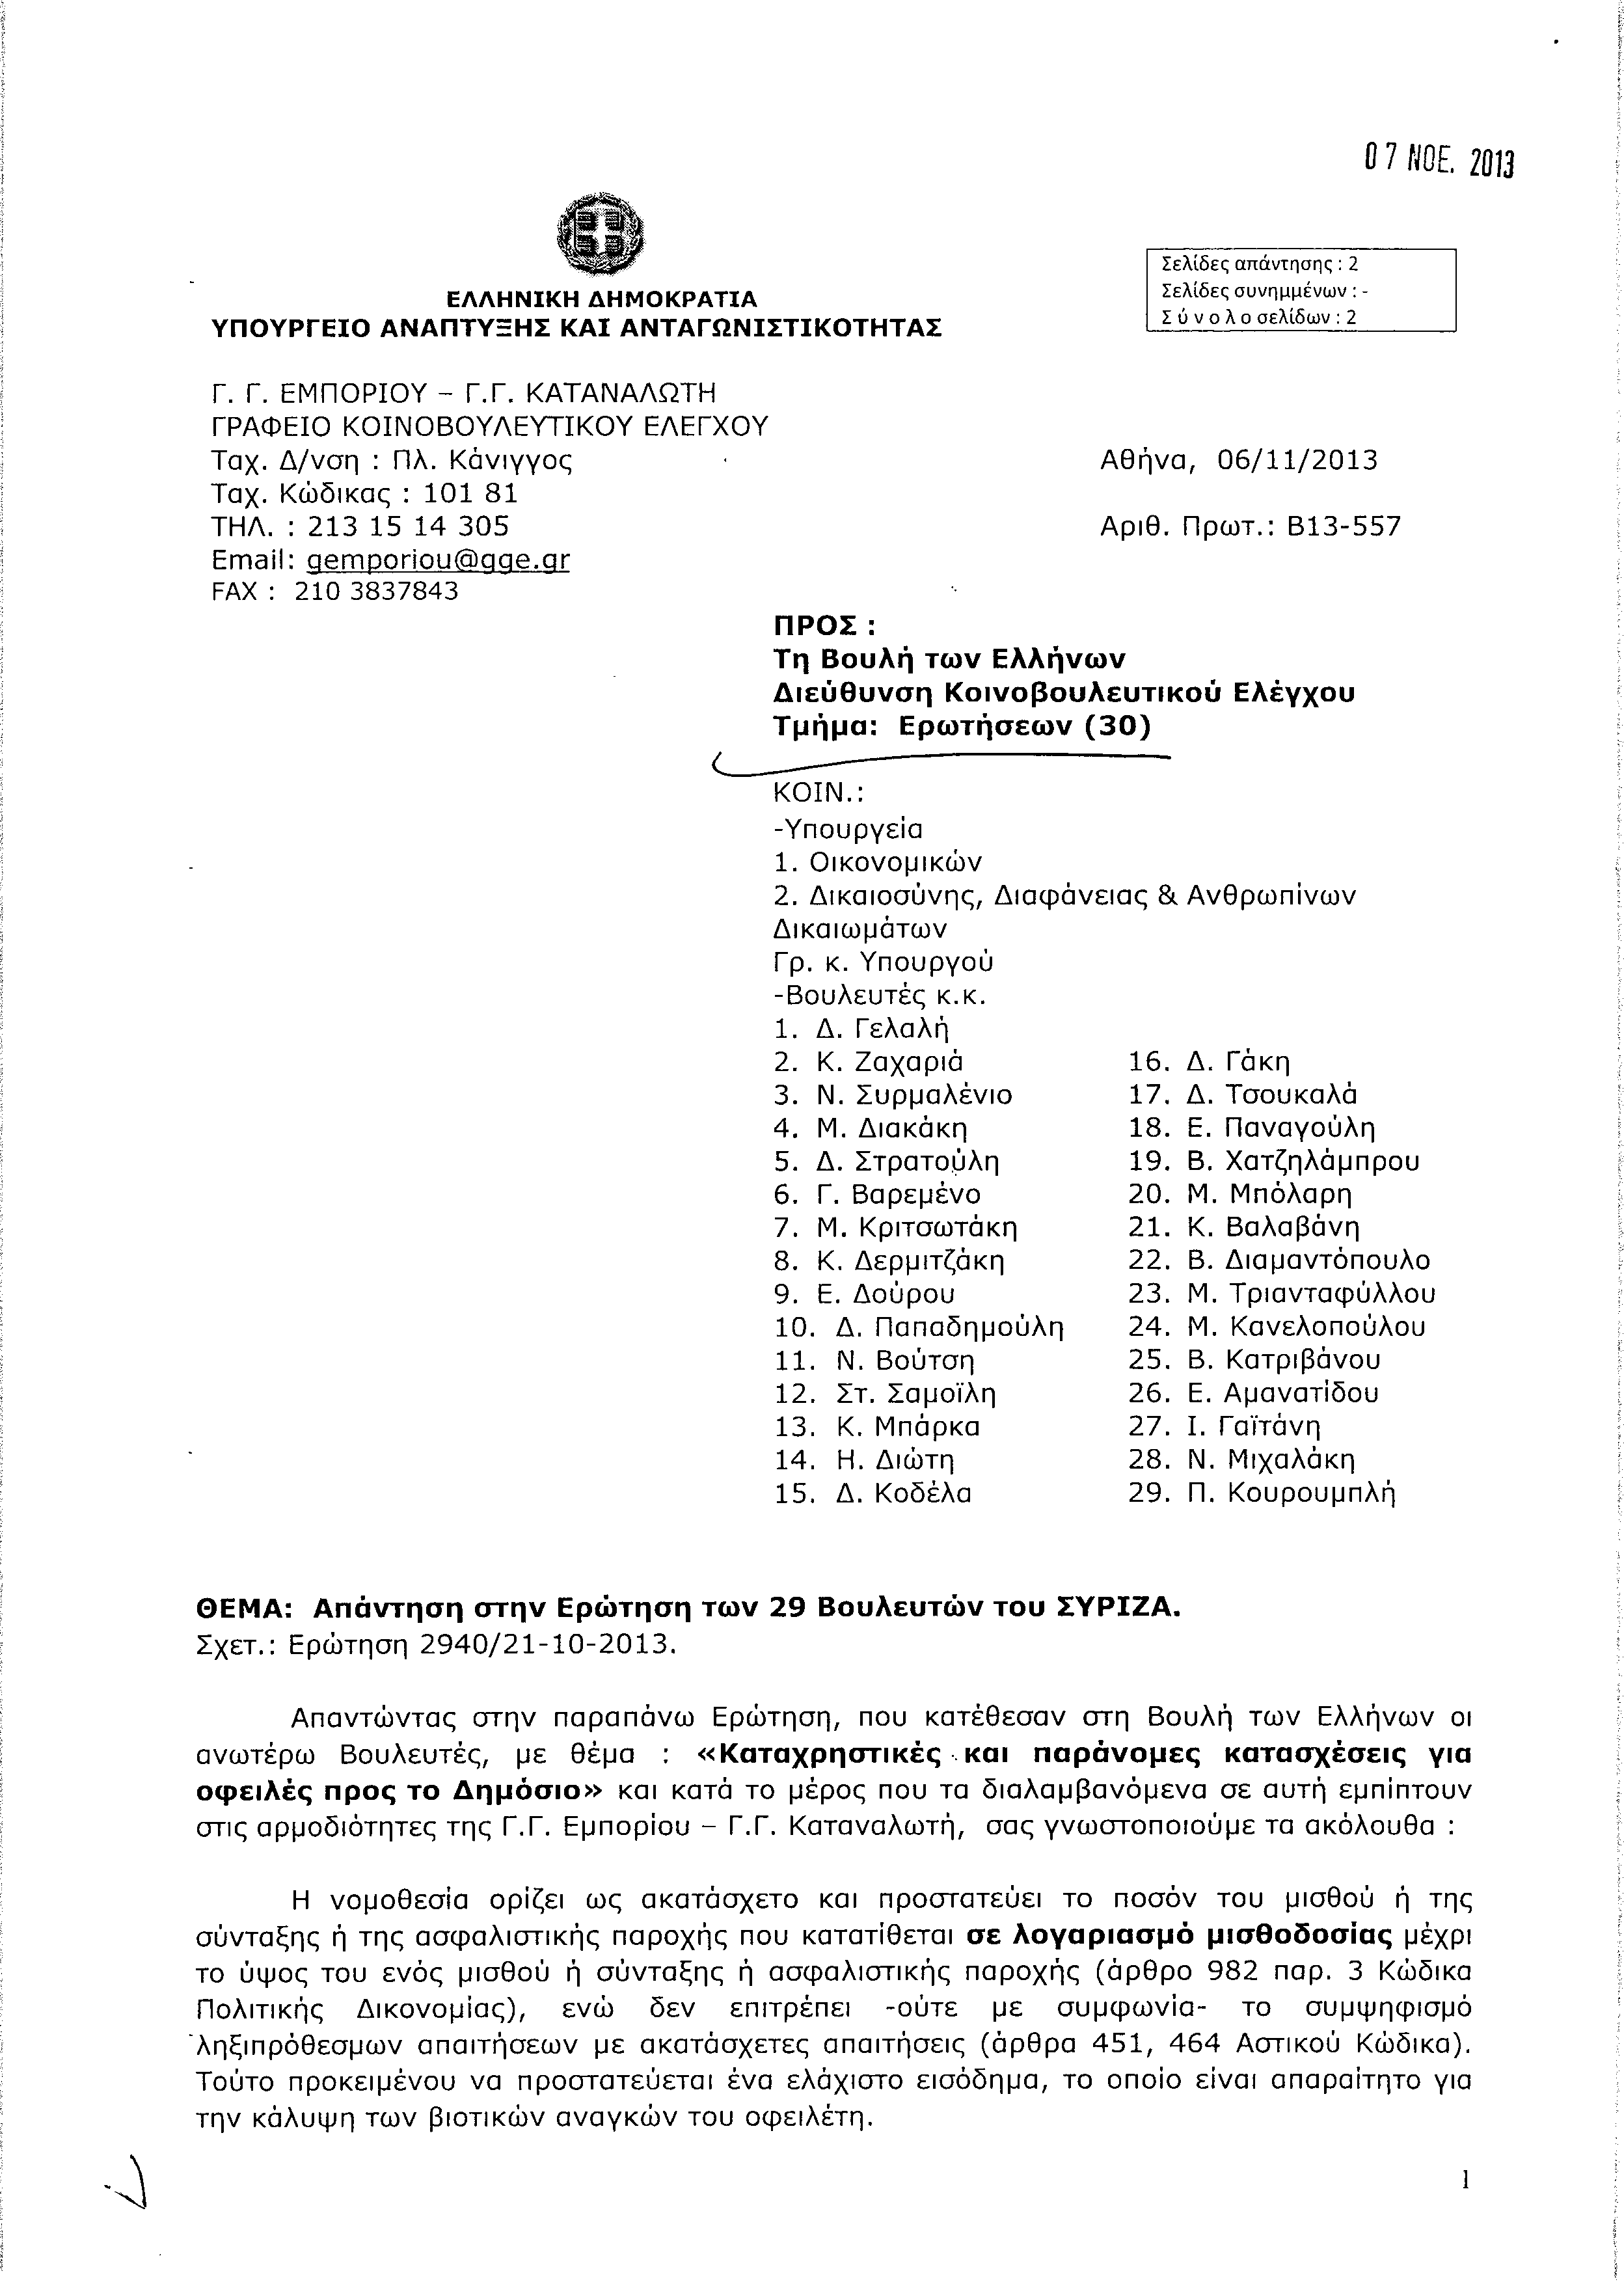 07 ΝΟΕ. 2013
Σελίδες απάντησης : 2
Σελίδες συνημμένων : -
Σ ύ ν ο λ ο σελίδων : 2
ΕΛΛΗΝΙΚΗ ΔΗΜΟΚΡΑΤΙΑ
ΥΠΟΥΡΓΕΙΟ ΑΝΑΠΤΥΞΗΣ ΚΑΙ ΑΝΤΑΓΩΝΙΣΤΙΚΟΤΗΤΑΣ
Γ. Γ. ΕΜΠΟΡΙΟΥ – Γ.Γ. ΚΑΤΑΝΑΛΩΤΗ
ΓΡΑΦΕΙΟ ΚΟΙΝΟΒΟΥΛΕΥΤΙΚΟΥ ΕΛΕΓΧΟΥ
Ταχ. Δ/νση : Πλ. Κάνιγγος
Ταχ. Κώδικας : 101 81
ΤΗΛ. : 213 15 14 305
Email: gemporiou@gge.gr
FAX : 210 3837843
Αθήνα, 06/11/2013
Αριθ. Πρωτ.: Β13-557
ΠΡΟΣ :
Τη Βουλή των Ελλήνων
Διεύθυνση Κοινοβουλευτικού Ελέγχου
Τμήμα: Ερωτήσεων (30)
ΚΟΙΝ.:
-Υπουργεία
1. Οικονομικών
2. Δικαιοσύνης, Διαφάνειας & Ανθρωπίνων
Δικαιωμάτων
Γρ. κ. Υπουργού
-Βουλευτές κ.κ.
1. Δ. Γελαλή
2. Κ. Ζαχαριά
3. Ν. Συρμαλένιο
4. Μ. Διακάκη
5. Δ. Στρατούλη
6. Γ. Βαρεμένο
7. Μ. Κριτσωτάκη
8. Κ. Δερμιτζάκη
9. Ε. Δούρου
10. Δ. Παπαδημούλη
11. Ν. Βούτση
12. Στ. Σαμοϊλη
13. Κ. Μπάρκα
14. Η. Διώτη
15. Δ. Κοδέλα
16. Δ. Γάκη
17. Δ. Τσουκαλά
18. Ε. Παναγούλη
19. Β. Χατζηλάμπρου
20. Μ. Μπόλαρη
21. Κ. Βαλαβάνη
22. Β. Διαμαντόπουλο
23. Μ. Τριανταφύλλου
24. Μ. Κανελοπούλου
25. Β. Κατριβάνου
26. Ε. Αμανατίδου
27. Ι. Γαϊτάνη
28. Ν. Μιχαλάκη
29. Π. Κουρουμπλή
ΘΕΜΑ: Απάντηση στην Ερώτηση των 29 Βουλευτών του ΣΥΡΙΖΑ.
Σχετ.: Ερώτηση 2940/21-10-2013.
Απαντώντας στην παραπάνω Ερώτηση, που κατέθεσαν στη Βουλή των Ελλήνων οι
ανωτέρω Βουλευτές, με θέμα : «Καταχρηστικές και παράνομες κατασχέσεις για
οφειλές προς το Δημόσιο» και κατά το μέρος που τα διαλαμβανόμενα σε αυτή εμπίπτουν
στις αρμοδιότητες της Γ.Γ. Εμπορίου – Γ.Γ. Καταναλωτή, σας γνωστοποιούμε τα ακόλουθα :
Η νομοθεσία ορίζει ως ακατάσχετο και προστατεύει το ποσόν του μισθού ή της
σύνταξης ή της ασφαλιστικής παροχής που κατατίθεται σε λογαριασμό μισθοδοσίας μέχρι
το ύψος του ενός μισθού ή σύνταξης ή ασφαλιστικής παροχής (άρθρο 982 παρ. 3 Κώδικα
Πολιτικής Δικονομίας), ενώ δεν επιτρέπει -ούτε με συμφωνία- το συμψηφισμό
ληξιπρόθεσμων απαιτήσεων με ακατάσχετες απαιτήσεις (άρθρα 451, 464 Αστικού Κώδικα).
Τούτο προκειμένου να προστατεύεται ένα ελάχιστο εισόδημα, το οποίο είναι απαραίτητο για
την κάλυψη των βιοτικών αναγκών του οφειλέτη.
1